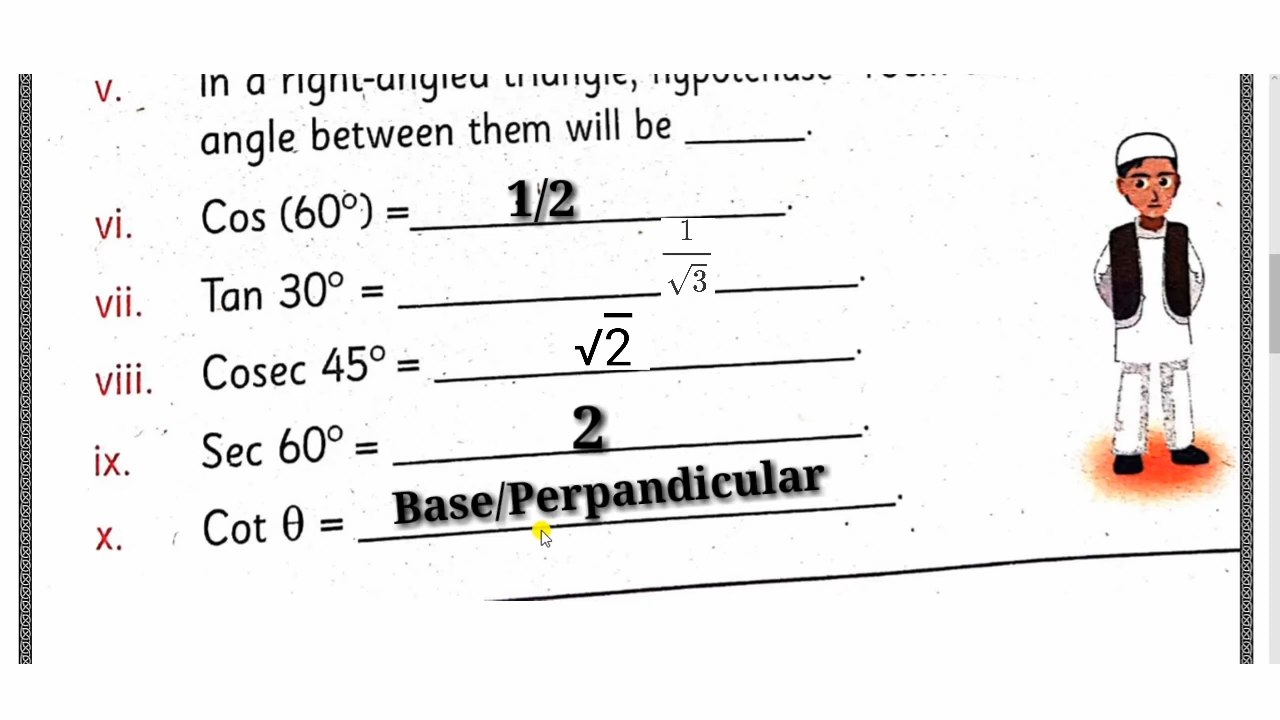 v. In a right-angled triangle, hypotenuse
angle between them will be ______.
vi. Cos (60°) = 1/2.
vii. Tan 30° = 1/√3.
viii. Cosec 45° = √2.
ix. Sec 60° = 2.
x. Cot θ = Base/Perpandicular.